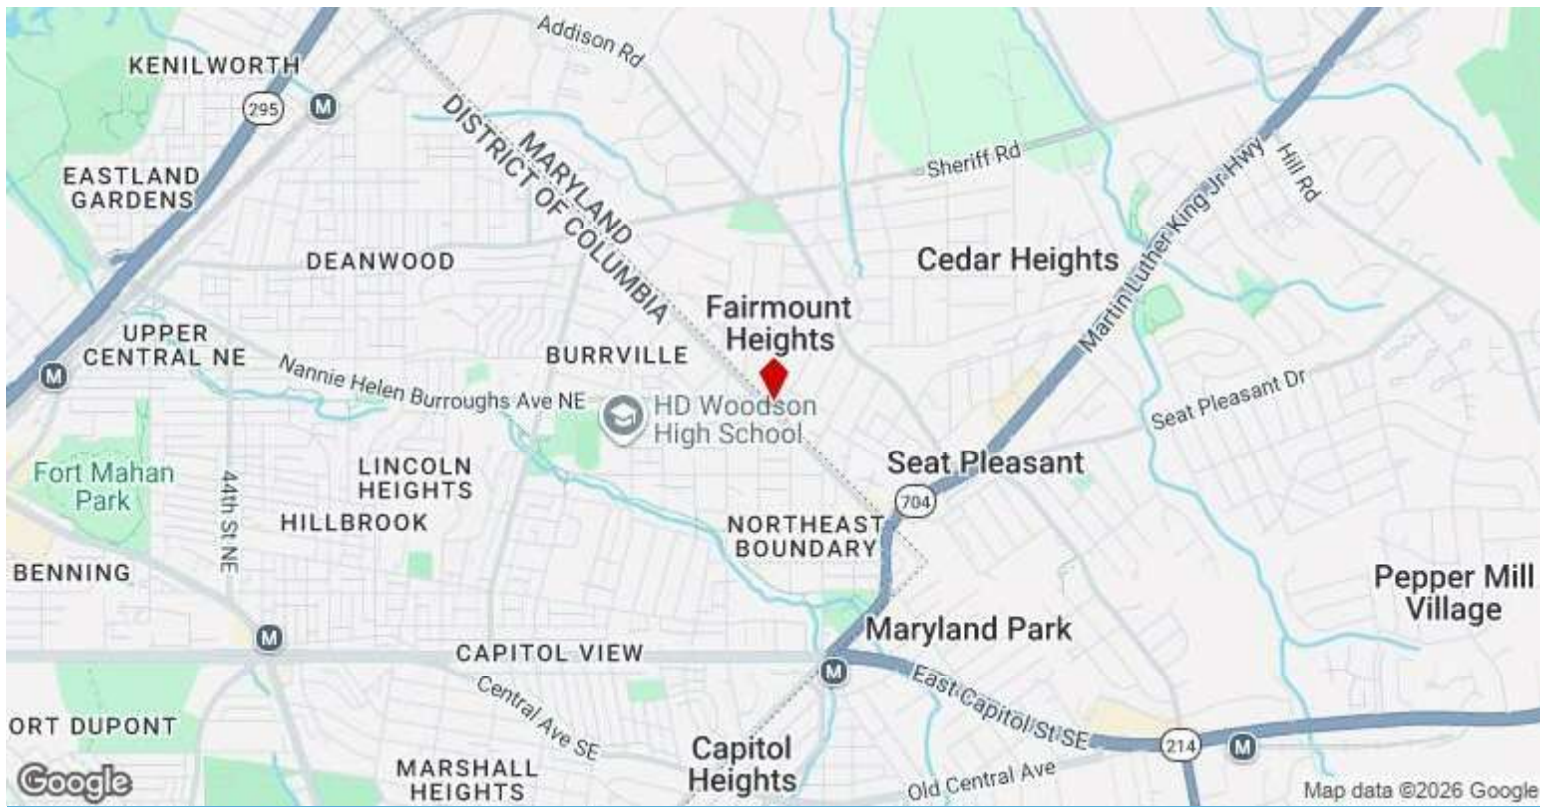 Addison Rd
KENILWORTH
295
M
MARYLAND
DISTRICT OF COLUMBIA
Sheriff Rd
Hill Rd
EASTLAND
GARDENS
Martin Luther King Jr Hwy
DEANWOOD
Cedar Heights
Fairmount
Heights
UPPER
CENTRAL NE
BURRVILLE
M
Nannie Helen Burroughs Ave NE
HD Woodson
High School
Seat Pleasant Dr
Fort Mahan
Park
44th St NE
LINCOLN
HEIGHTS
Seat Pleasant
704
HILLBROOK
NORTHEAST
BOUNDARY
BENNING
Pepper Mill
Village
M
Maryland Park
CAPITOL VIEW
M
East Capitol St SE
Central Ave SE
ORT DUPONT
214
M
Capitol
Heights
MARSHALL
HEIGHTS
Old Central Ave
Google
Map data ©2026 Google